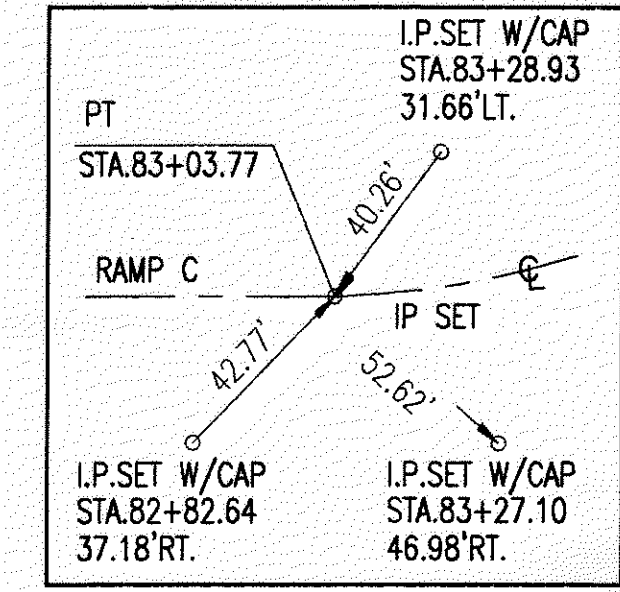 I.P.SET W/CAP
STA.83+28.93
31.66'LT.
PT
STA.83+03.77
40.26'
RAMP C
℄
IP SET
42.77'
52.62'
I.P.SET W/CAP
STA.82+82.64
37.18'RT.
I.P.SET W/CAP
STA.83+27.10
46.98'RT.